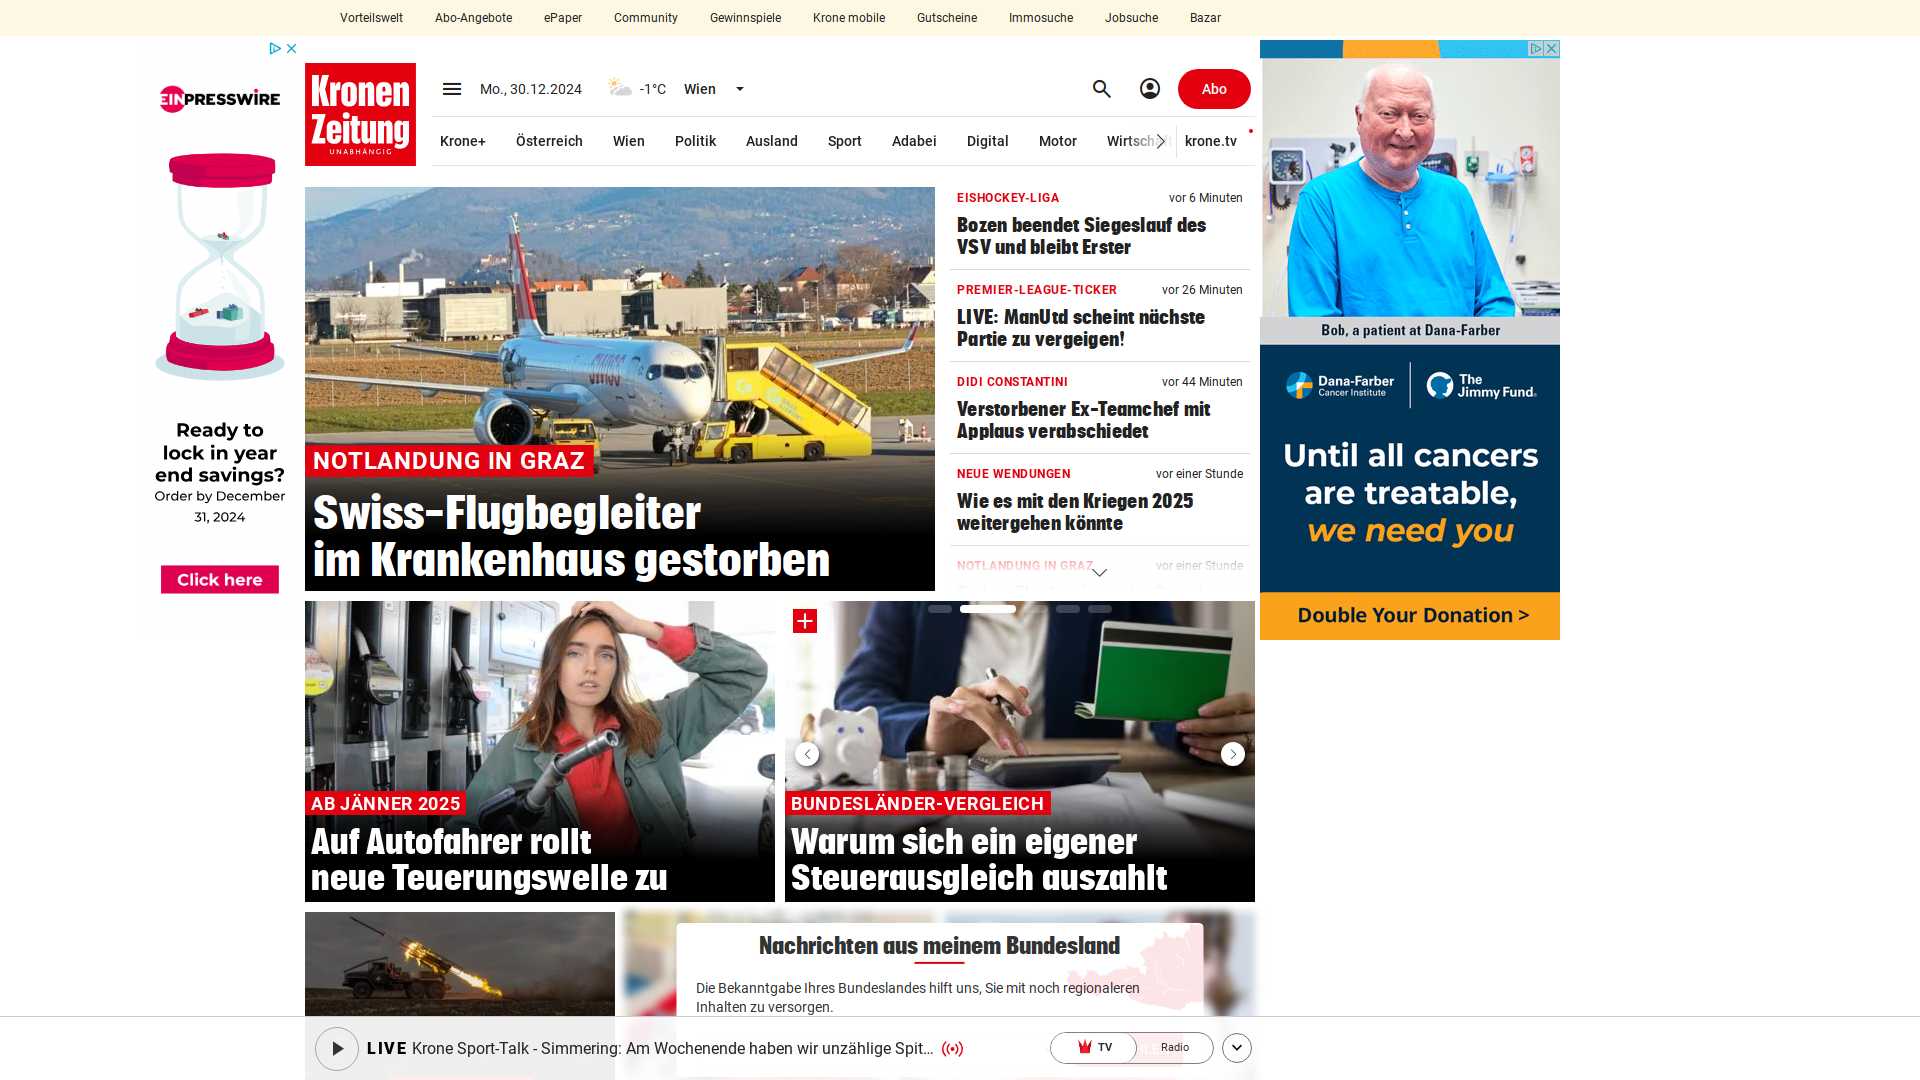 Vorteilswelt
Abo-Angebote
ePaper
Community
Gewinnspiele
Krone mobile
Gutscheine
Immosuche
Jobsuche
Bazar
EINPRESSWIRE
Ready to
lock in year
end savings?
Order by December
31, 2024
Click here
Kronen
Zeitung
UNABHÄNGIG
Mo., 30.12.2024
-1°C
Wien
Abo
Krone+
Österreich
Wien
Politik
Ausland
Sport
Adabei
Digital
Motor
Wirtsch
krone.tv
NOTLANDUNG IN GRAZ
Swiss-Flugbegleiter
im Krankenhaus gestorben
EISHOCKEY-LIGA
vor 6 Minuten
Bozen beendet Siegeslauf des
VSV und bleibt Erster
PREMIER-LEAGUE-TICKER
vor 26 Minuten
LIVE: ManUtd scheint nächste
Partie zu vergeigen!
DIDI CONSTANTINI
vor 44 Minuten
Verstorbener Ex-Teamchef mit
Applaus verabschiedet
NEUE WENDUNGEN
vor einer Stunde
Wie es mit den Kriegen 2025
weitergehen könnte
NOTLANDUNG IN GRAZ
vor einer Stunde
AB JÄNNER 2025
Auf Autofahrer rollt
neue Teuerungswelle zu
BUNDESLÄNDER-VERGLEICH
Warum sich ein eigener
Steuerausgleich auszahlt
Nachrichten aus meinem Bundesland
Die Bekanntgabe Ihres Bundeslandes hilft uns, Sie mit noch regionaleren
Inhalten zu versorgen.
LIVE Krone Sport-Talk - Simmering: Am Wochenende haben wir unzählige Spit...
TV
Radio
Bob, a patient at Dana-Farber
Dana-Farber
Cancer Institute
The
Jimmy Fund®
Until all cancers
are treatable,
we need you
Double Your Donation >